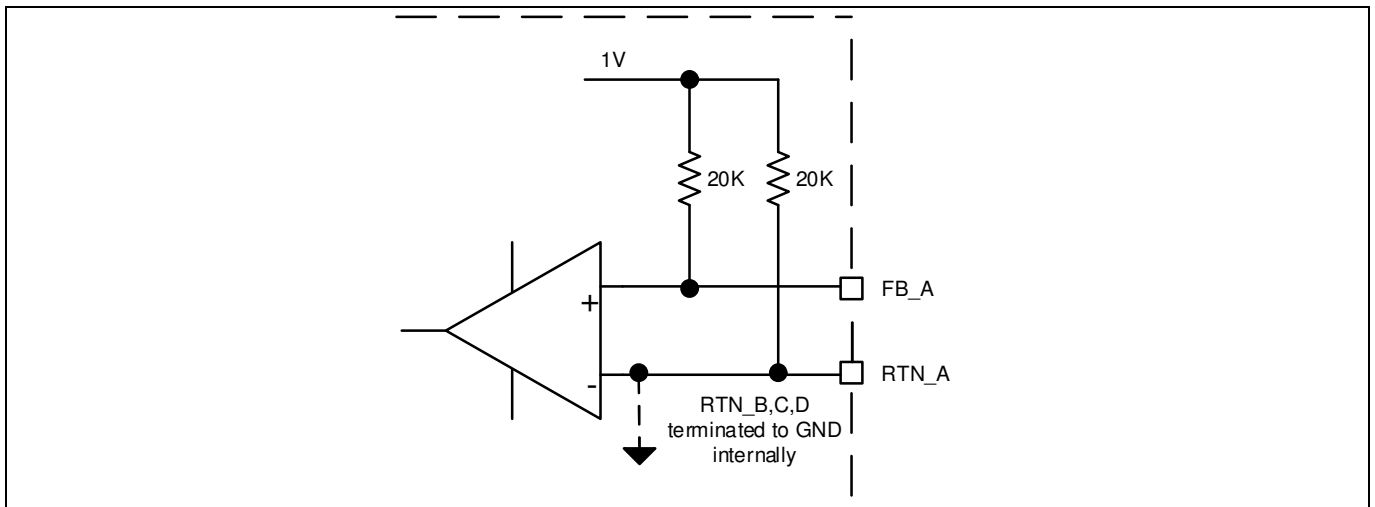 1V
20K
20K
+
FB_A
-
RTN_A
RTN_B,C,D
terminated to GND
internally